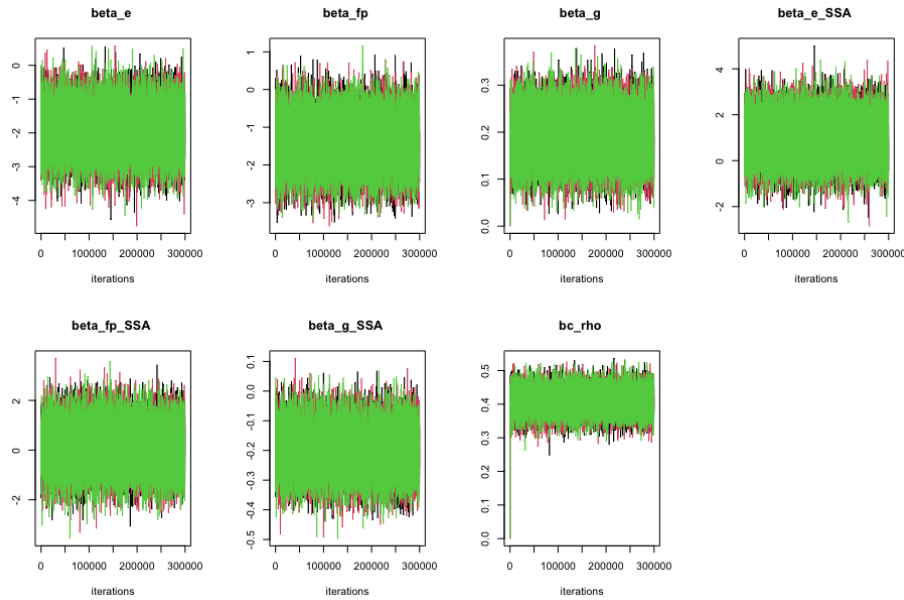 beta_e
beta_fp
beta_g
beta_e_SSA
0
-1
-2
-3
-4
1
0
-1
-2
-3
0.3
0.2
0.1
0.0
4
2
0
-2
0 100000 200000 300000
0 100000 200000 300000
0 100000 200000 300000
0 100000 200000 300000
iterations
iterations
iterations
iterations
beta_fp_SSA
beta_g_SSA
bc_rho
2
0
-2
0.1
0.0
-0.1
-0.2
-0.3
-0.4
-0.5
0.5
0.4
0.3
0.2
0.1
0.0
0 100000 200000 300000
0 100000 200000 300000
0 100000 200000 300000
iterations
iterations
iterations